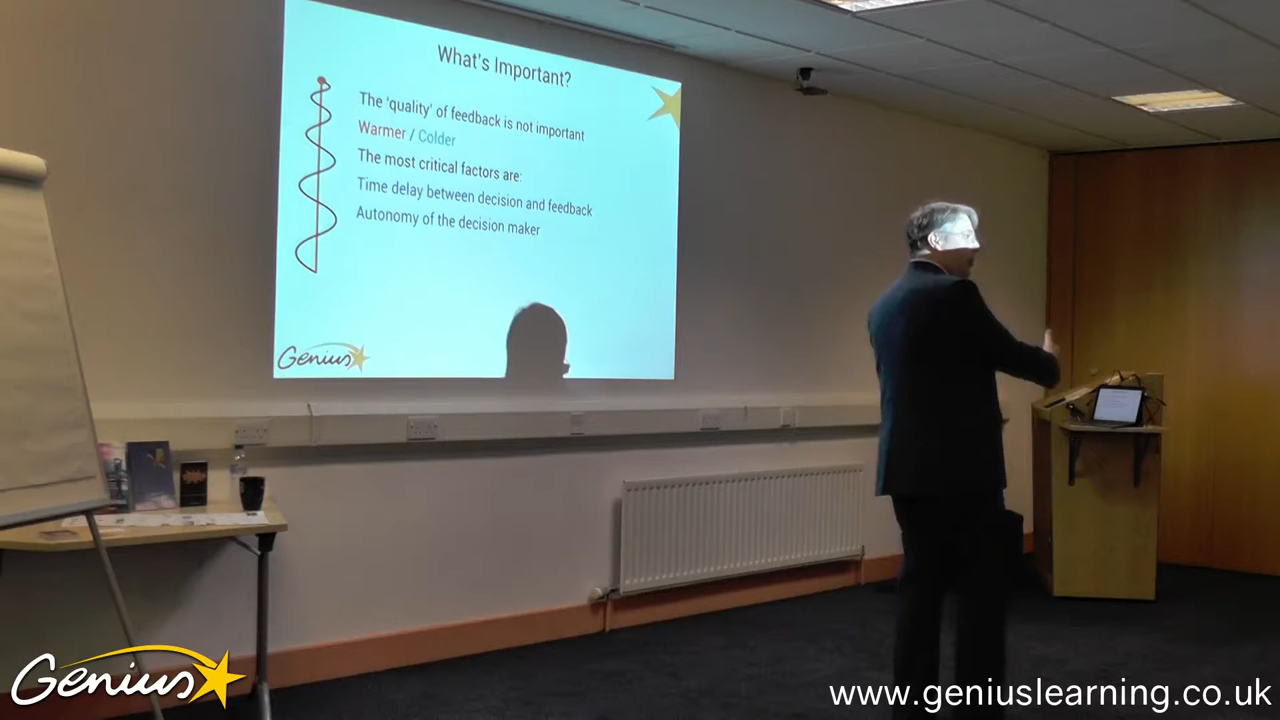 What's Important?
The 'quality' of feedback is not important
Warmer / Colder
The most critical factors are:
Time delay between decision and feedback
Autonomy of the decision maker
Genius
Genius
www.geniuslearning.co.uk